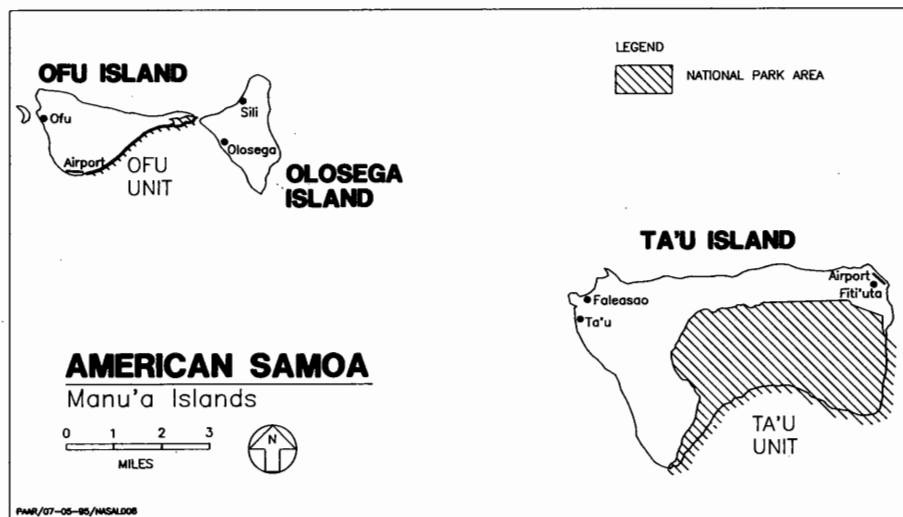 OFU ISLAND
Ofu
Airport
OFU
UNIT
Sili
Olosega
OLOSEGA
ISLAND
LEGEND
NATIONAL PARK AREA
TA'U ISLAND
Airport
Fiti'uta
Faleasao
Ta'u
TA'U
UNIT
AMERICAN SAMOA
Manu'a Islands
0 1 2 3
MILES
N
PAAR/07-05-95/NASAL006